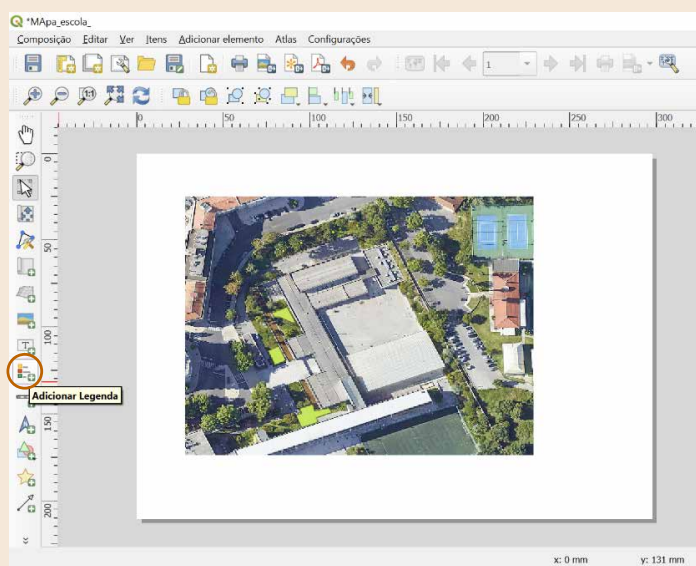 *MApa_escola_
Composição Editar Ver Itens Adicionar elemento Atlas Configurações
1
0 50 100 150 200 250 300
0
50
100
150
200
Adicionar Legenda
x: 0 mm y: 131 mm